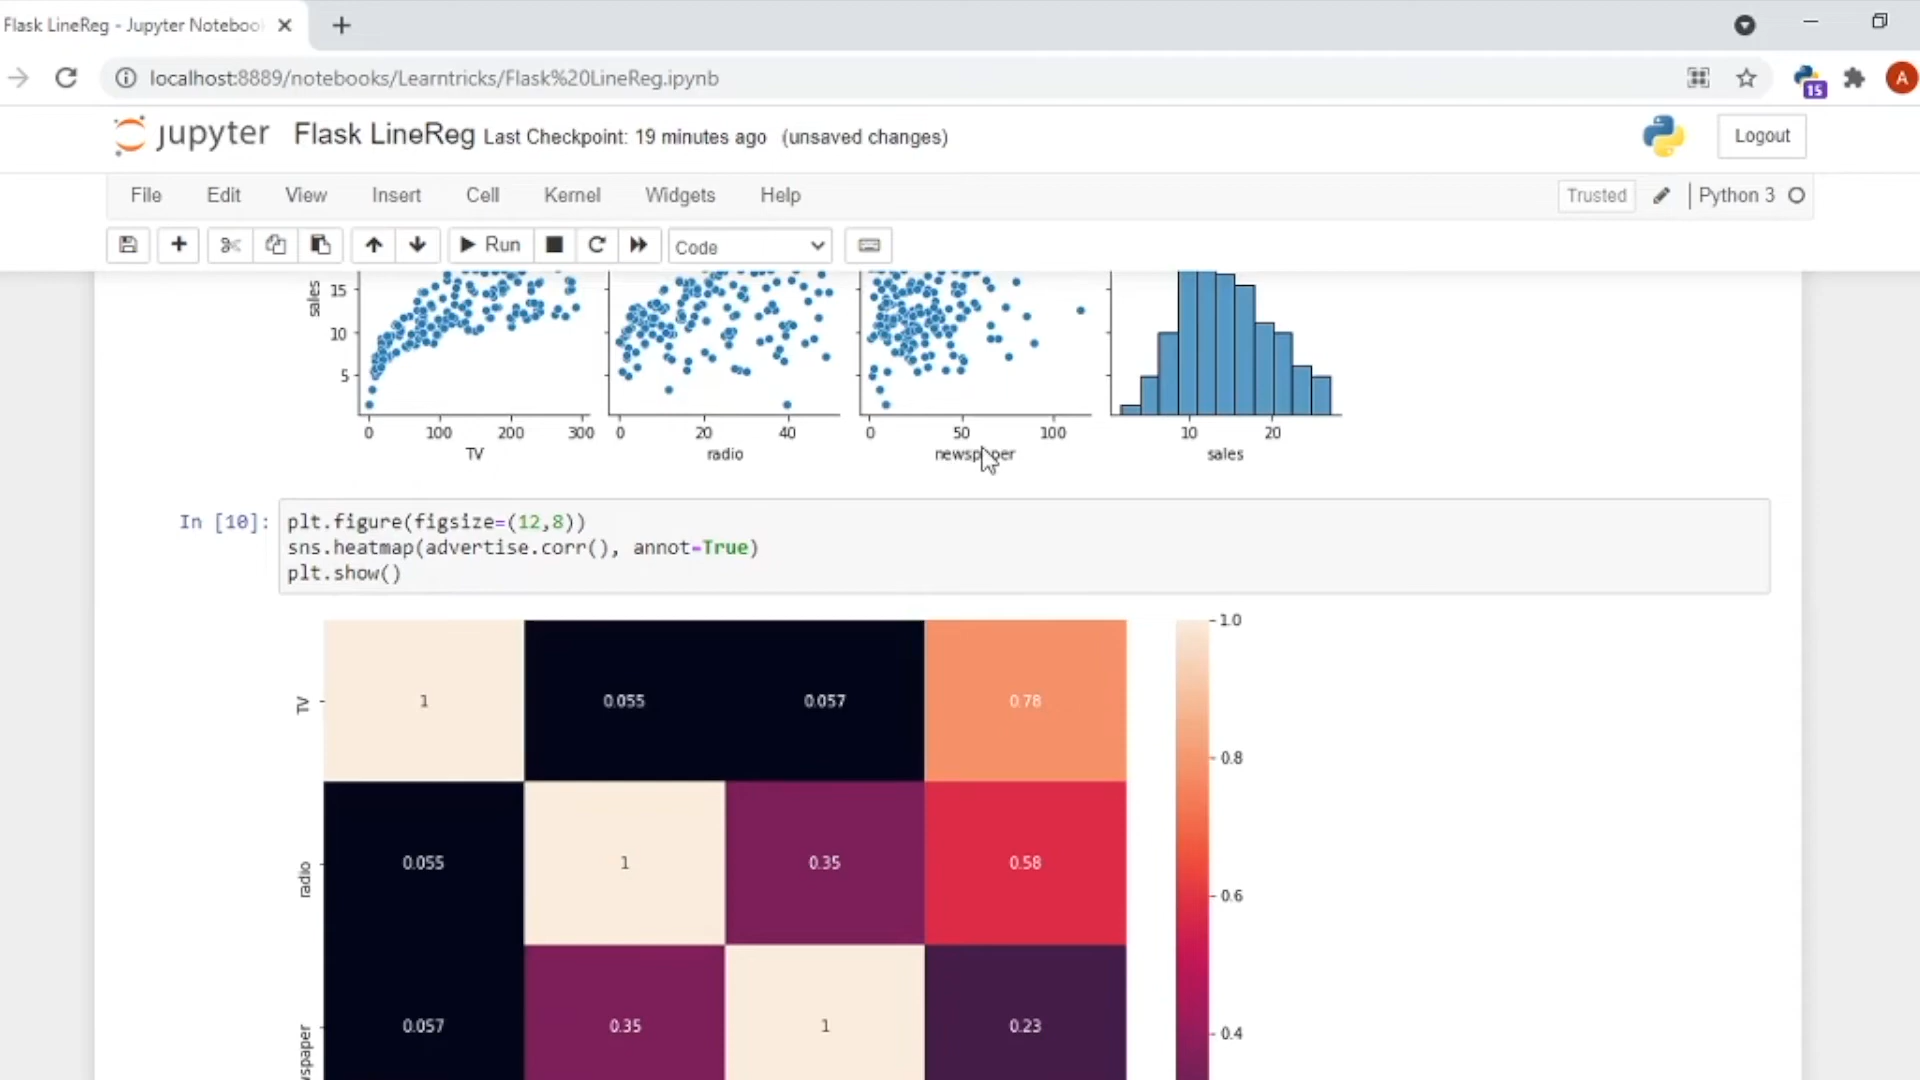 Flask LineReg - Jupyter Noteboo
localhost:8889/notebooks/Learntricks/Flask%20LineReg.ipynb
15
A
jupyter Flask LineReg Last Checkpoint: 19 minutes ago (unsaved changes)
Logout
File Edit View Insert Cell Kernel Widgets Help
Trusted
Python 3
Run
Code
sales
15
10
5
0 100 200 300
0 20 40
0 50 100
10 20
TV
radio
newspaper
sales
In [10]:
plt.figure(figsize=(12,8))
sns.heatmap(advertise.corr(), annot=True)
plt.show()
TV
1 0.055 0.057 0.78
radio
0.055 1 0.35 0.58
wspaper
0.057 0.35 1 0.23
1.0
0.8
0.6
0.4